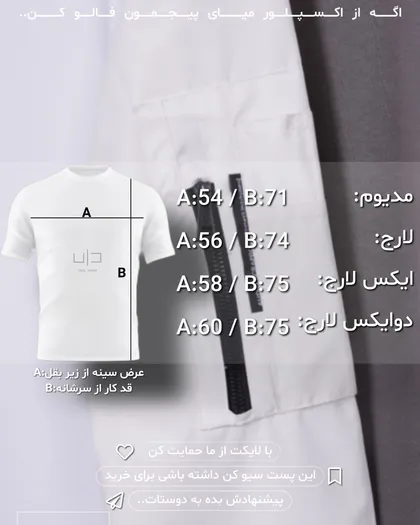 اگه از اکسپلور میای پیجمون فالو کن..
مدیوم: A:54 / B:71
لارج: A:56 / B:74
ایکس لارج: A:58 / B:75
دوایکس لارج: A:60 / B:75
A
B
عرض سینه از زیر بغل:A
قد کار از سرشانه:B
با لایکت از ما حمایت کن
این پست سیو کن داشته باشی برای خرید
پیشنهادش بده به دوستات..